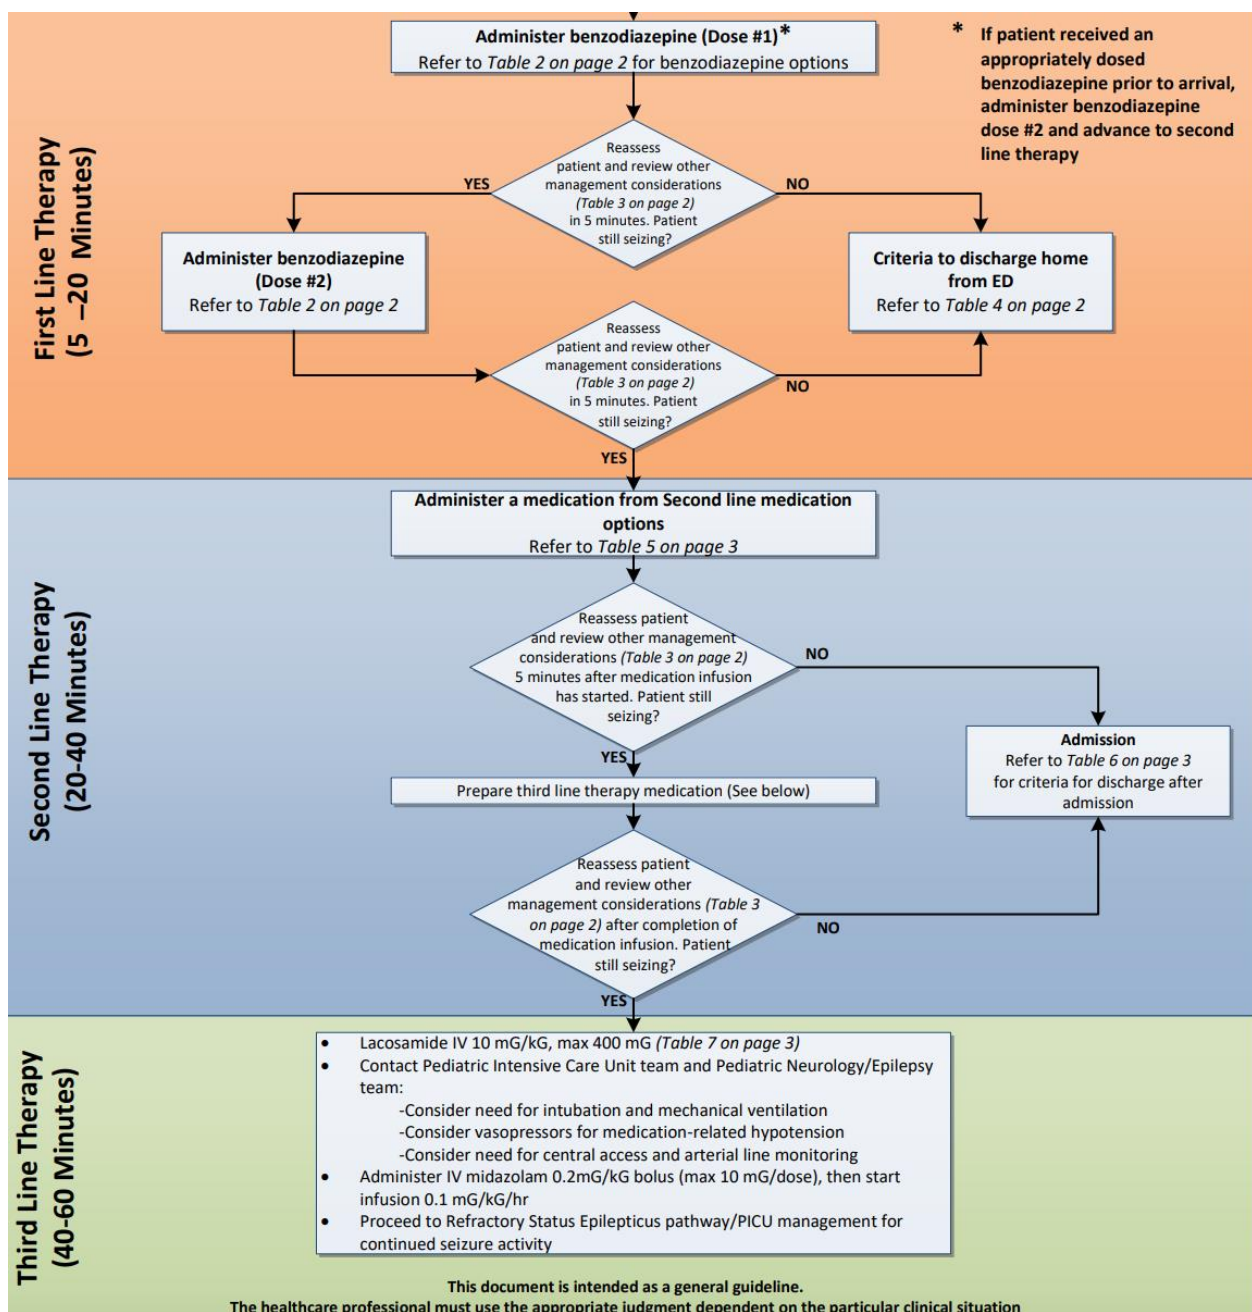 Administer benzodiazepine (Dose #1)*
Refer to Table 2 on page 2 for benzodiazepine options
* If patient received an
appropriately dosed
benzodiazepine prior to arrival,
administer benzodiazepine
dose #2 and advance to second
line therapy
First Line Therapy
(5 –20 Minutes)
Reassess
patient and review other
management considerations
(Table 3 on page 2)
in 5 minutes. Patient
still seizing?
YES
NO
Administer benzodiazepine
(Dose #2)
Refer to Table 2 on page 2
Criteria to discharge home
from ED
Refer to Table 4 on page 2
Reassess
patient and review other
management considerations
(Table 3 on page 2)
in 5 minutes. Patient
still seizing?
NO
YES
Second Line Therapy
(20-40 Minutes)
Administer a medication from Second line medication
options
Refer to Table 5 on page 3
Reassess patient
and review other management
considerations (Table 3 on page 2)
5 minutes after medication infusion
has started. Patient still
seizing?
NO
YES
Admission
Refer to Table 6 on page 3
for criteria for discharge after
admission
Prepare third line therapy medication (See below)
Reassess patient
and review other
management considerations (Table 3
on page 2) after completion of
medication infusion. Patient
still seizing?
NO
YES
Third Line Therapy
(40-60 Minutes)
• Lacosamide IV 10 mG/kG, max 400 mG (Table 7 on page 3)
• Contact Pediatric Intensive Care Unit team and Pediatric Neurology/Epilepsy
team:
-Consider need for intubation and mechanical ventilation
-Consider vasopressors for medication-related hypotension
-Consider need for central access and arterial line monitoring
• Administer IV midazolam 0.2mG/kG bolus (max 10 mG/dose), then start
infusion 0.1 mG/kG/hr
• Proceed to Refractory Status Epilepticus pathway/PICU management for
continued seizure activity
This document is intended as a general guideline.
The healthcare professional must use the appropriate judgment dependent on the particular clinical situation